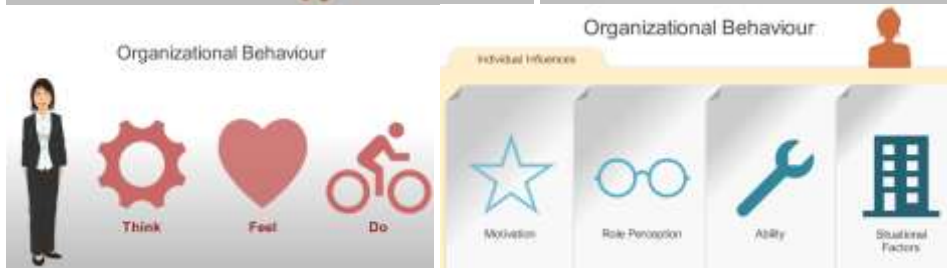 Organizational Behaviour
Think
Feel
Do
Organizational Behaviour
Individual Influences
Motivation
Role Perception
Ability
Situational
Factors